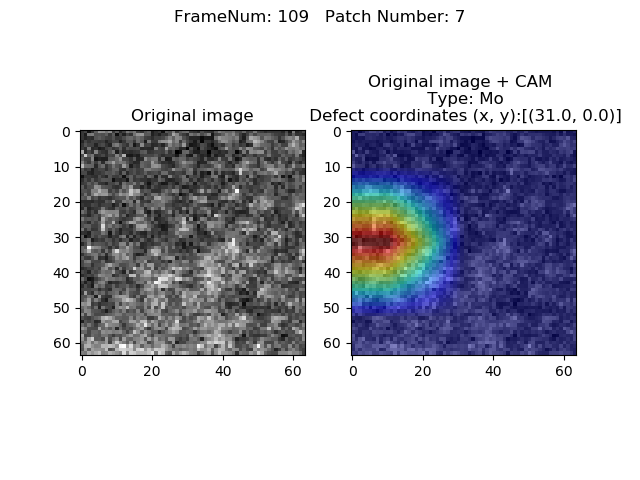 FrameNum: 109   Patch Number: 7
Original image
Original image + CAM
Type: Mo
Defect coordinates (x, y):[(31.0, 0.0)]
0
10
20
30
40
50
60
0 20 40 60
0
10
20
30
40
50
60
0 20 40 60